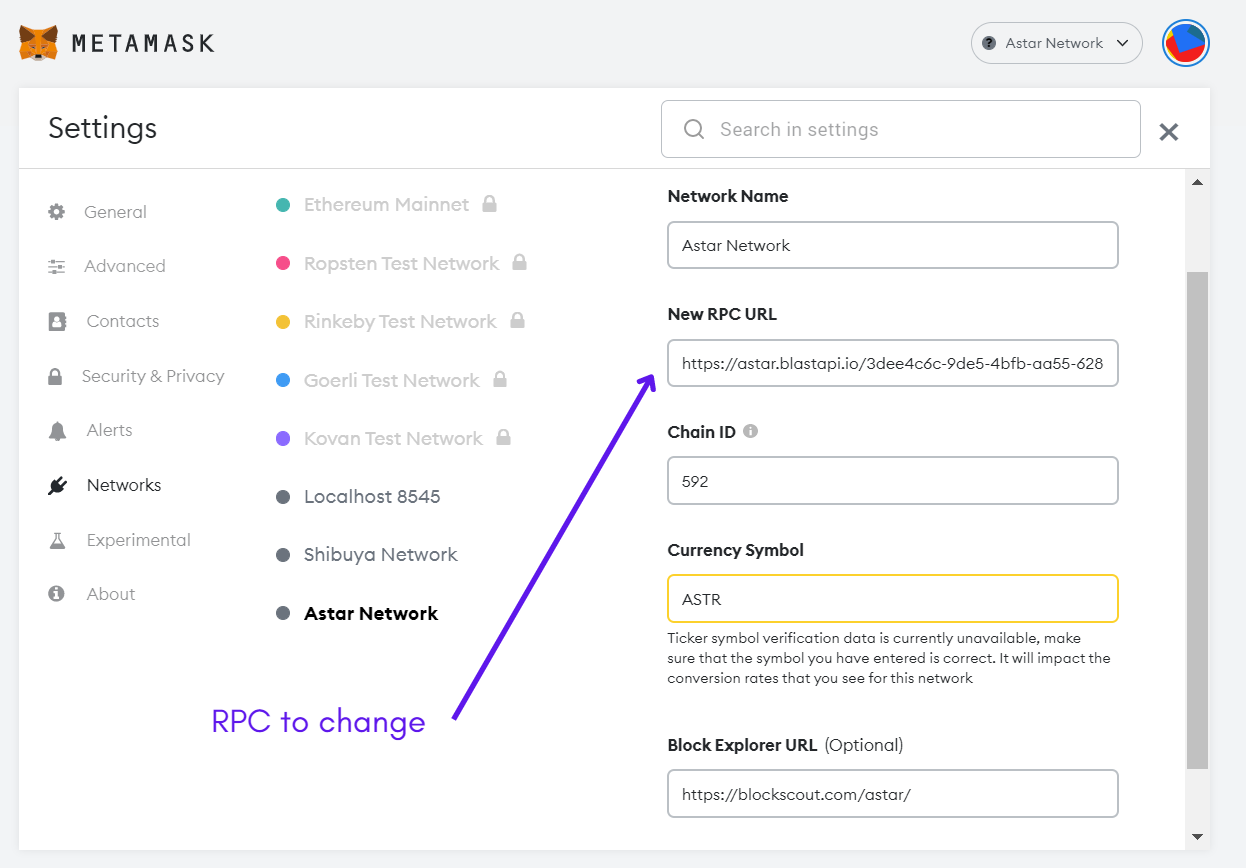 METAMASK
Astar Network
Settings
Search in settings
General
Advanced
Contacts
Security & Privacy
Alerts
Networks
Experimental
About
Ethereum Mainnet
Ropsten Test Network
Rinkeby Test Network
Goerli Test Network
Kovan Test Network
Localhost 8545
Shibuya Network
Astar Network
Network Name
Astar Network
New RPC URL
https://astar.blastapi.io/3dee4c6c-9de5-4bfb-aa55-628
Chain ID
592
Currency Symbol
ASTR
Ticker symbol verification data is currently unavailable, make
sure that the symbol you have entered is correct. It will impact the
conversion rates that you see for this network
Block Explorer URL (Optional)
https://blockscout.com/astar/
RPC to change